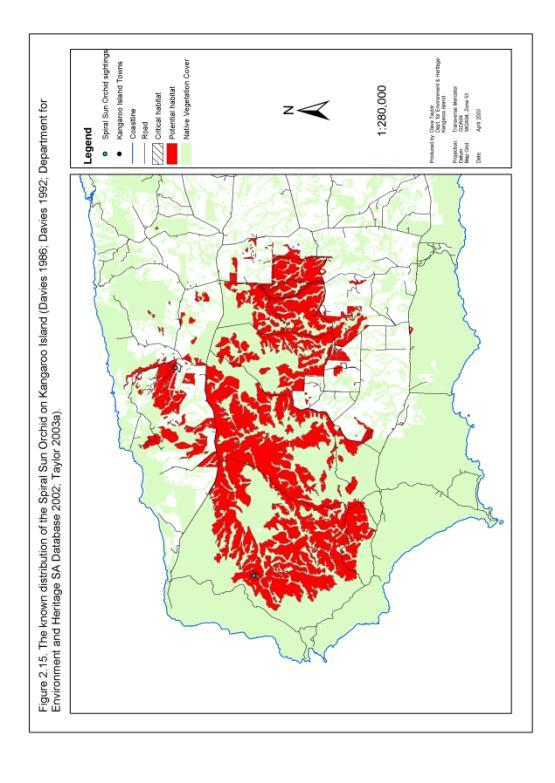 Figure 2.15. The known distribution of the Spiral Sun Orchid on Kangaroo Island (Davies 1986; Davies 1992; Department for
Environment and Heritage SA Database 2002; Taylor 2003a).
Legend
Spiral Sun Orchid sightings
Kangaroo Island Towns
Coastline
Road
Critical habitat
Potential habitat
Native Vegetation Cover
N
1:280,000
Produced by: Dave Taylor
Dept. for Environment & Heritage
Kangaroo Island
Projection: Transverse Mercator
Datum: GDA94
Map Grid: MGA94, Zone 53
Date: April 2003